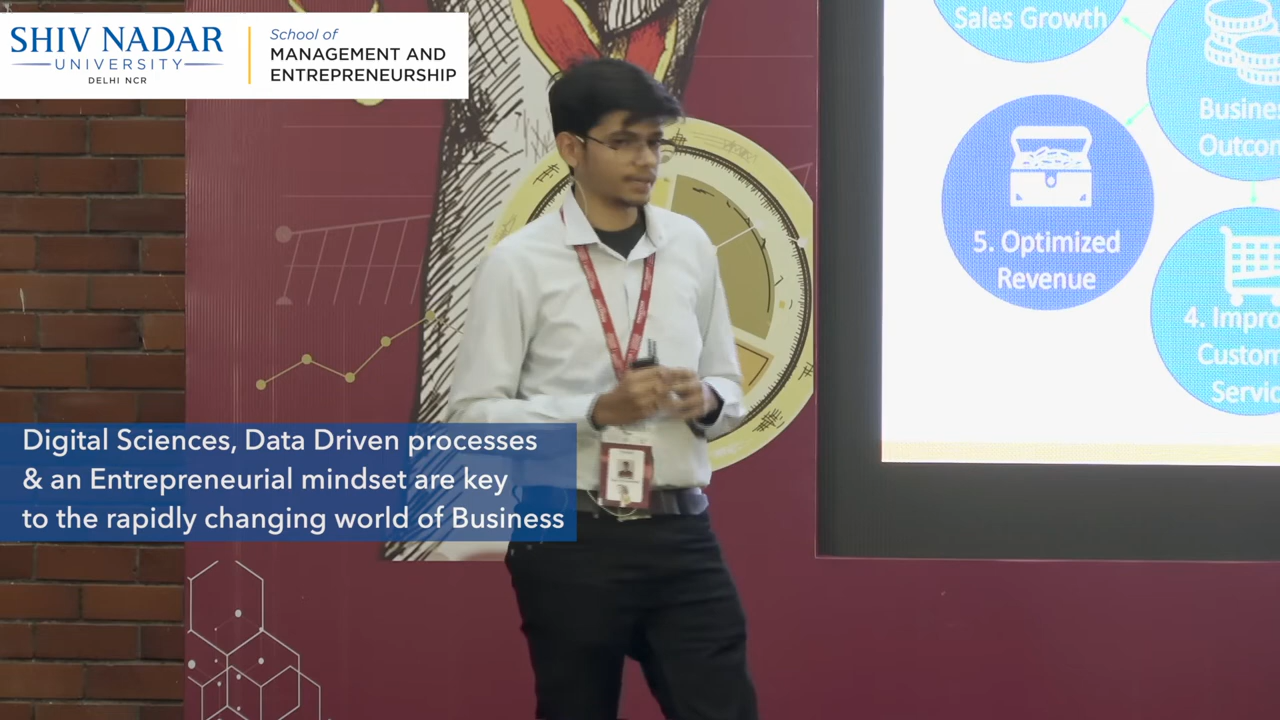 SHIV NADAR
UNIVERSITY
DELHI NCR
School of
MANAGEMENT AND
ENTREPRENEURSHIP
Sales Growth
5. Optimized
Revenue
Digital Sciences, Data Driven processes
& an Entrepreneurial mindset are key
to the rapidly changing world of Business